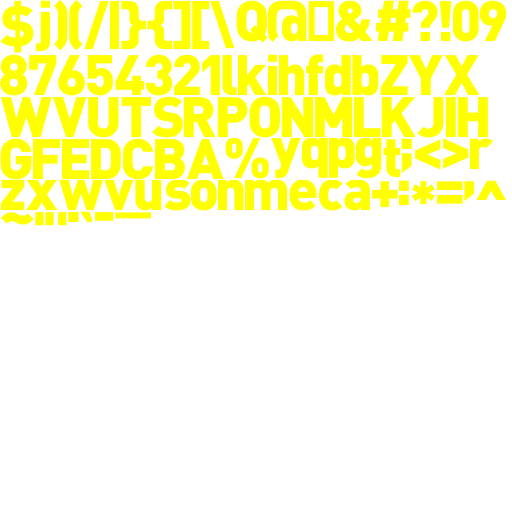 $j)(/|}{][\Q@▯&#?!09
87654321lkihfdbZYX
WVUTSRPONMLKJIH
GFEDCBA%yqpgt;<>r
zxwvusonmeca+:*=,^
~"'`-_